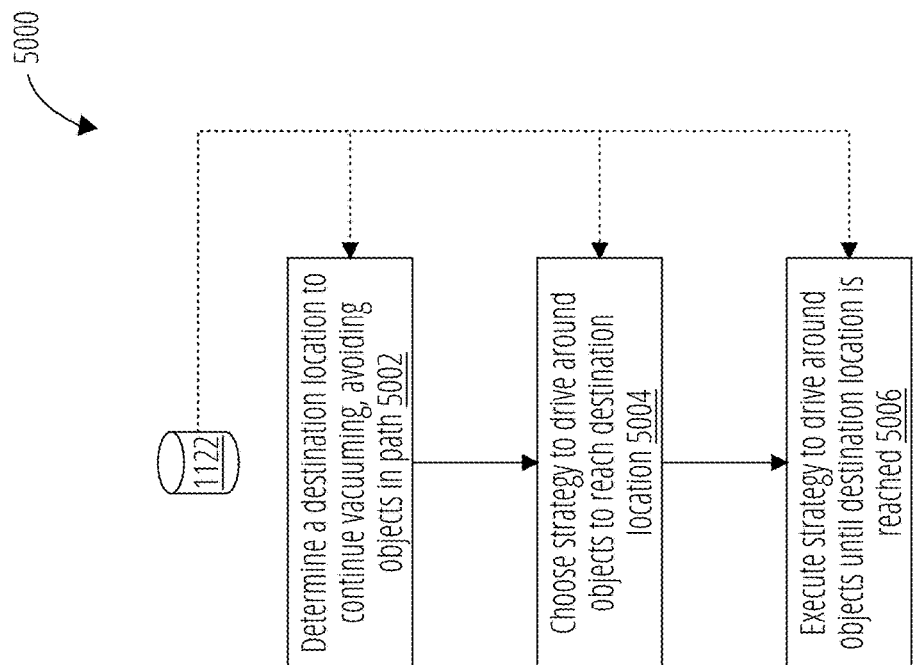 5000
1122
Determine a destination location to
continue vacuuming, avoiding
objects in path 5002
Choose strategy to drive around
objects to reach destination
location 5004
Execute strategy to drive around
objects until destination location is
reached 5006